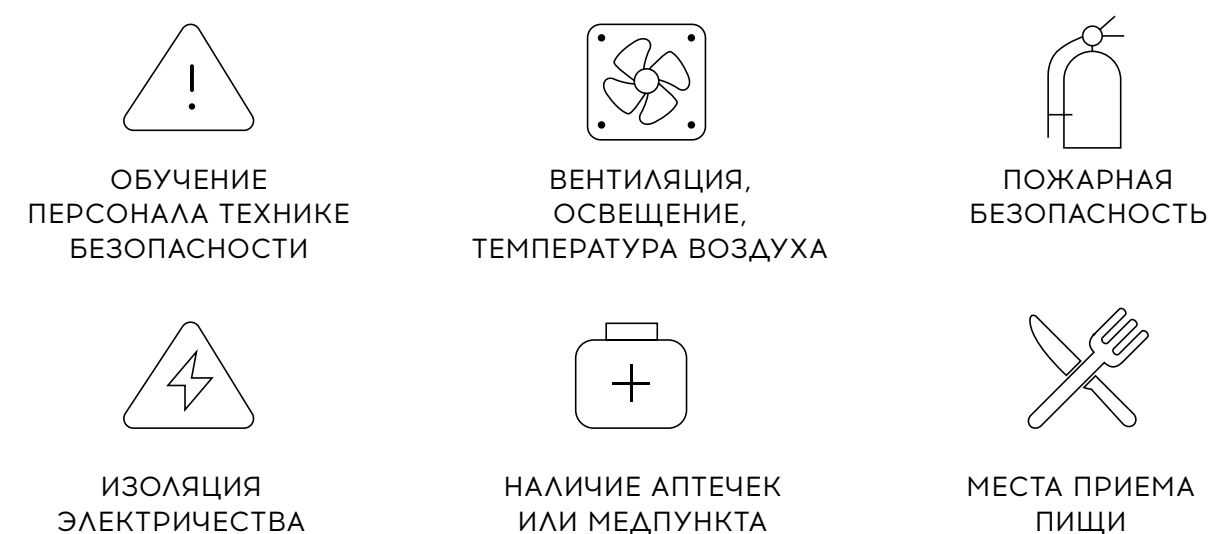 ОБУЧЕНИЕ
ПЕРСОНАЛА ТЕХНИКЕ
БЕЗОПАСНОСТИ
ВЕНТИЛЯЦИЯ,
ОСВЕЩЕНИЕ,
ТЕМПЕРАТУРА ВОЗДУХА
ПОЖАРНАЯ
БЕЗОПАСНОСТЬ
ИЗОЛЯЦИЯ
ЭЛЕКТРИЧЕСТВА
НАЛИЧИЕ АПТЕЧЕК
ИЛИ МЕДПУНКТА
МЕСТА ПРИЕМА
ПИЩИ